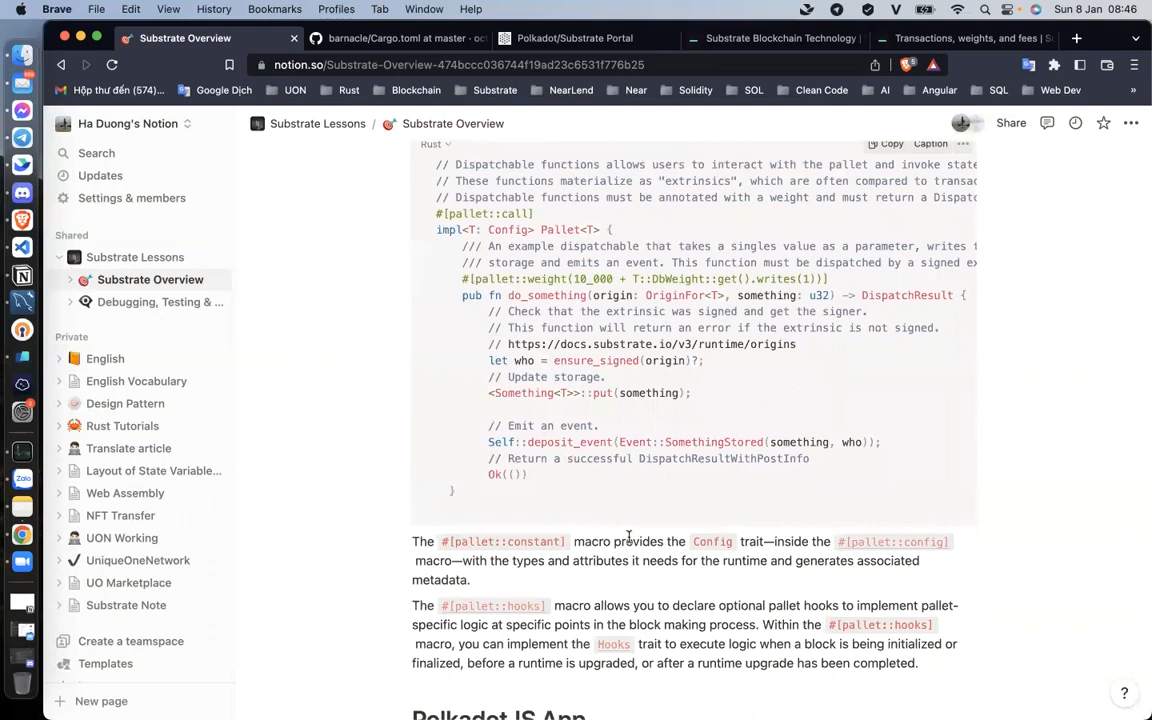 Brave File Edit View History Bookmarks Profiles Tab Window Help Sun 8 Jan 08:46
Substrate Overview barnacle/Cargo.toml at master · oct Polkadot/Substrate Portal Substrate Blockchain Technology | Transactions, weights, and fees | Su
notion.so/Substrate-Overview-474bccc036744f19ad23c6531f776b25
Hộp thư đến (574)... Google Dịch UON Rust Blockchain Substrate NearLend Near Solidity SOL Clean Code AI Angular SQL Web Dev »
Ha Duong's Notion
Substrate Lessons / Substrate Overview
Share
Search
Updates
Settings & members
Shared
Substrate Lessons
Substrate Overview
Debugging, Testing & ...
Private
English
English Vocabulary
Design Pattern
Rust Tutorials
Translate article
Layout of State Variable...
Web Assembly
NFT Transfer
UON Working
UniqueOneNetwork
UO Marketplace
Substrate Note
Create a teamspace
Templates
New page
Rust Copy Caption
// Dispatchable functions allows users to interact with the pallet and invoke state
// These functions materialize as "extrinsics", which are often compared to transac
// Dispatchable functions must be annotated with a weight and must return a Dispatc
#[pallet::call]
impl<T: Config> Pallet<T> {
/// An example dispatchable that takes a singles value as a parameter, writes t
/// storage and emits an event. This function must be dispatched by a signed ex
#[pallet::weight(10_000 + T::DbWeight::get().writes(1))]
pub fn do_something(origin: OriginFor<T>, something: u32) -> DispatchResult {
// Check that the extrinsic was signed and get the signer.
// This function will return an error if the extrinsic is not signed.
// https://docs.substrate.io/v3/runtime/origins
let who = ensure_signed(origin)?;
// Update storage.
<Something<T>>::put(something);
// Emit an event.
Self::deposit_event(Event::SomethingStored(something, who));
// Return a successful DispatchResultWithPostInfo
Ok(())
}
The #[pallet::constant] macro provides the Config trait—inside the #[pallet::config]
macro—with the types and attributes it needs for the runtime and generates associated
metadata.
The #[pallet::hooks] macro allows you to declare optional pallet hooks to implement pallet-
specific logic at specific points in the block making process. Within the #[pallet::hooks]
macro, you can implement the Hooks trait to execute logic when a block is being initialized or
finalized, before a runtime is upgraded, or after a runtime upgrade has been completed.
Polkadot JS App
?